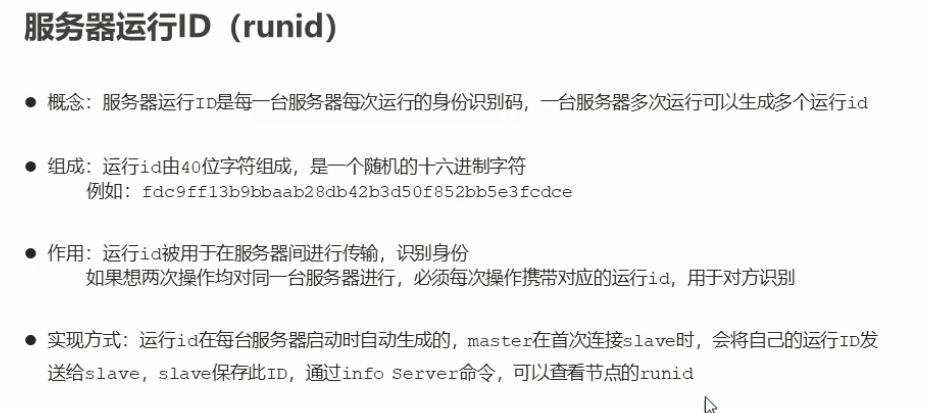 服务器运行ID（runid）
● 概念：服务器运行ID是每一台服务器每次运行的身份识别码，一台服务器多次运行可以生成多个运行id
● 组成：运行id由40位字符组成，是一个随机的十六进制字符
例如：fdc9ff13b9bbaab28db42b3d50f852bb5e3fcdce
● 作用：运行id被用于在服务器间进行传输，识别身份
如果想两次操作均对同一台服务器进行，必须每次操作携带对应的运行id，用于对方识别
● 实现方式：运行id在每台服务器启动时自动生成的，master在首次连接slave时，会将自己的运行ID发
送给slave，slave保存此ID，通过info Server命令，可以查看节点的runid